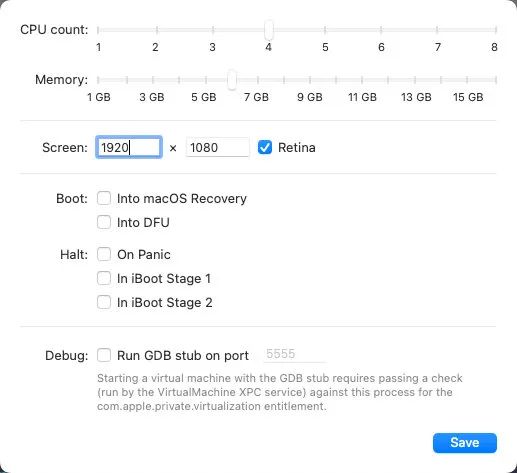 CPU count:
1 2 3 4 5 6 7 8
Memory:
1 GB 3 GB 5 GB 7 GB 9 GB 11 GB 13 GB 15 GB
Screen: 1920 × 1080 Retina
Boot: Into macOS Recovery
Into DFU
Halt: On Panic
In iBoot Stage 1
In iBoot Stage 2
Debug: Run GDB stub on port 5555
Starting a virtual machine with the GDB stub requires passing a check
(run by the VirtualMachine XPC service) against this process for the
com.apple.private.virtualization entitlement.
Save